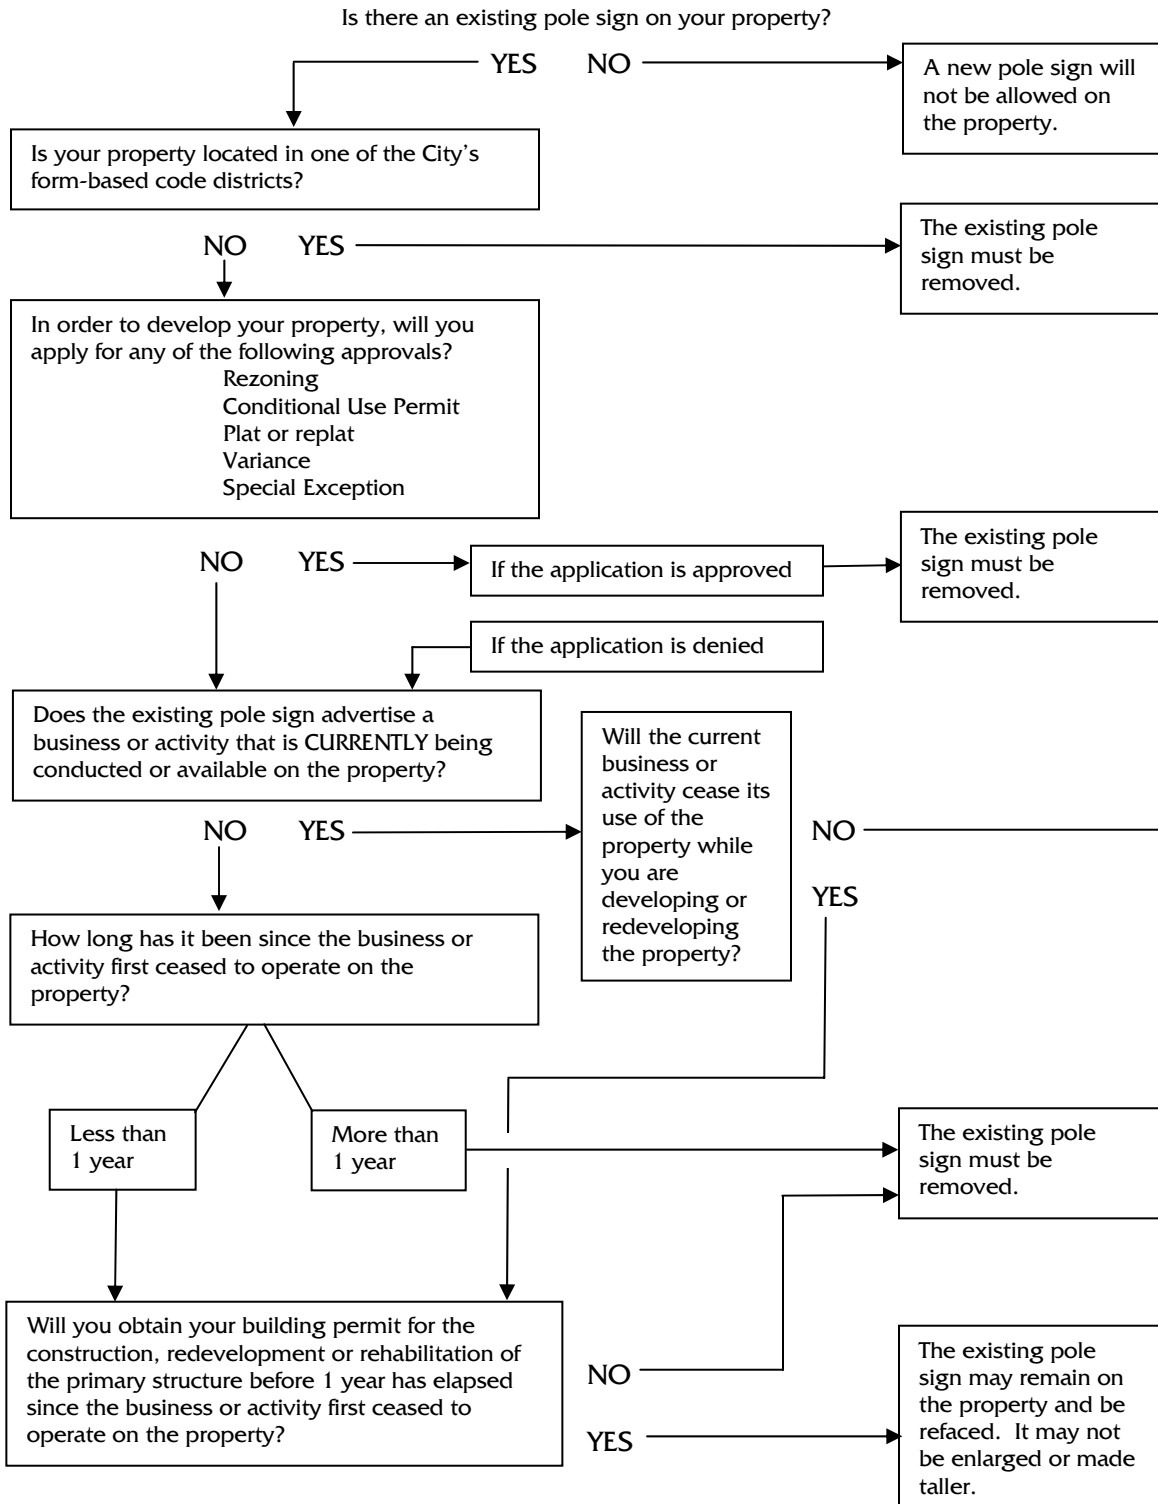 Is there an existing pole sign on your property?
YES NO
A new pole sign will
not be allowed on
the property.
Is your property located in one of the City's
form-based code districts?
NO YES
The existing pole
sign must be
removed.
In order to develop your property, will you
apply for any of the following approvals?
Rezoning
Conditional Use Permit
Plat or replat
Variance
Special Exception
NO YES
If the application is approved
The existing pole
sign must be
removed.
If the application is denied
Does the existing pole sign advertise a
business or activity that is CURRENTLY being
conducted or available on the property?
NO YES
Will the current
business or
activity cease its
use of the
property while
you are
developing or
redeveloping
the property?
NO
YES
How long has it been since the business or
activity first ceased to operate on the
property?
Less than
1 year
More than
1 year
The existing pole
sign must be
removed.
Will you obtain your building permit for the
construction, redevelopment or rehabilitation of
the primary structure before 1 year has elapsed
since the business or activity first ceased to
operate on the property?
NO
YES
The existing pole
sign may remain on
the property and be
refaced.  It may not
be enlarged or made
taller.